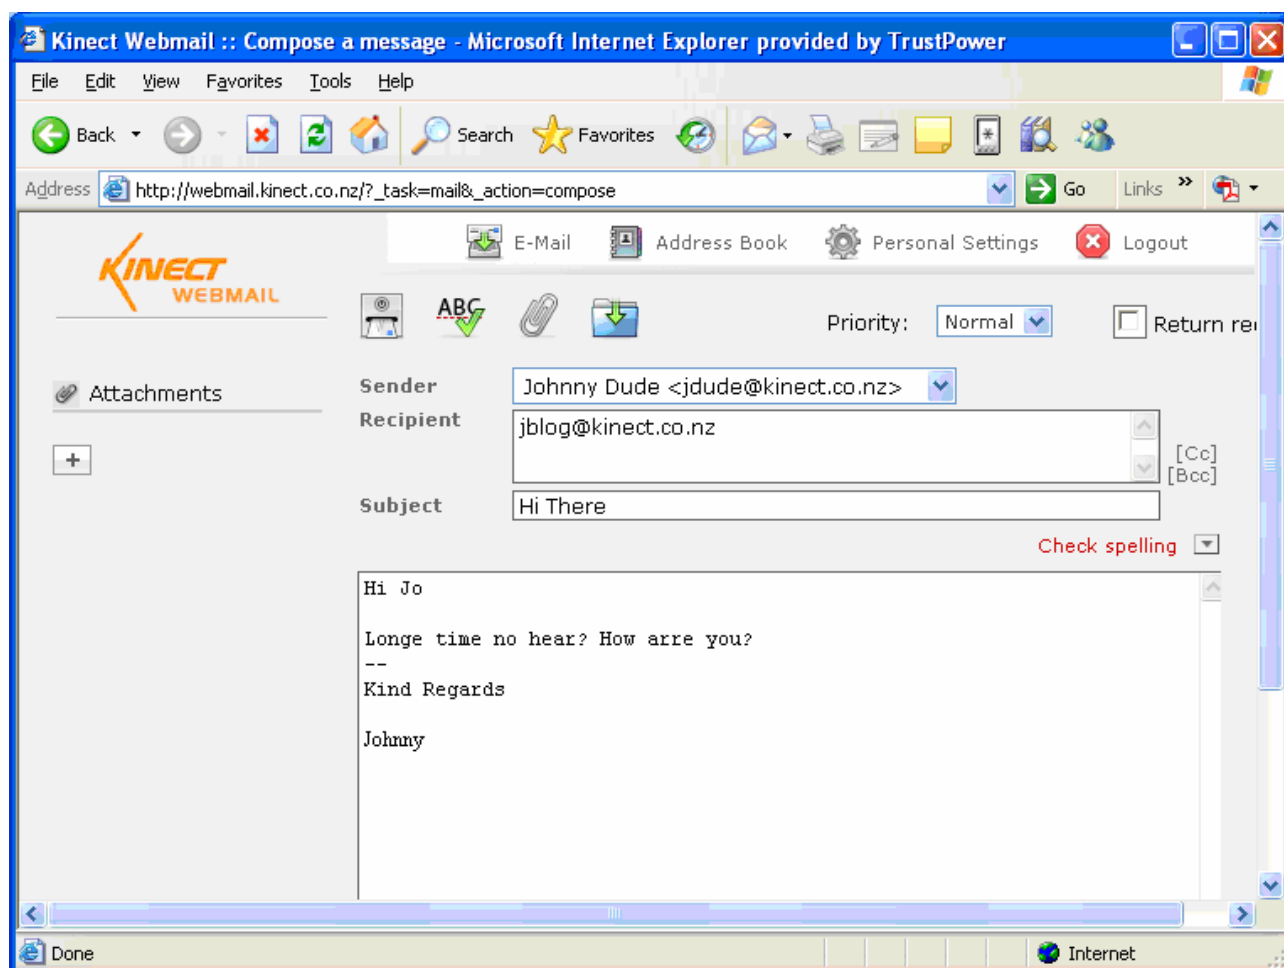 Kinect Webmail :: Compose a message - Microsoft Internet Explorer provided by TrustPower
File Edit View Favorites Tools Help
Back Search Favorites
Address http://webmail.kinect.co.nz/?_task=mail&_action=compose Go Links »
E-Mail Address Book Personal Settings Logout
KINECT
WEBMAIL
ABC Priority: Normal Return re
Attachments
Sender Johnny Dude <jdude@kinect.co.nz>
Recipient jblog@kinect.co.nz
+
[Cc]
[Bcc]
Subject Hi There
Check spelling
Hi Jo
Longe time no hear? How arre you?
--
Kind Regards
Johnny
Done Internet